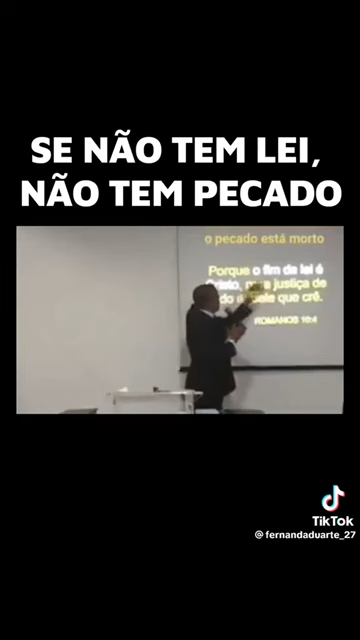 SE NÃO TEM LEI,
NÃO TEM PECADO
o pecado está morto
Porque o fim da lei é
Cristo, para justiça de
todo aquele que crê.
ROMANOS 10:4
TikTok
@fernandaduarte_27